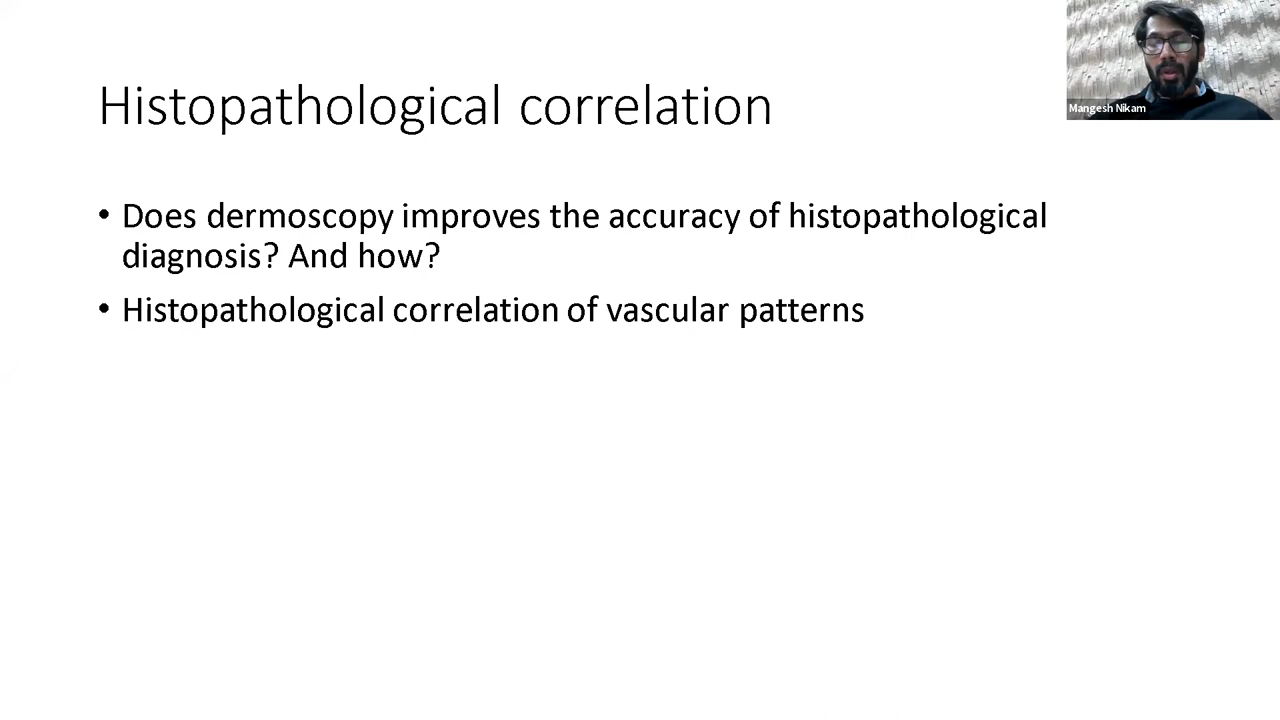 Histopathological correlation
Mangesh Nikam
• Does dermoscopy improves the accuracy of histopathological
diagnosis? And how?
• Histopathological correlation of vascular patterns